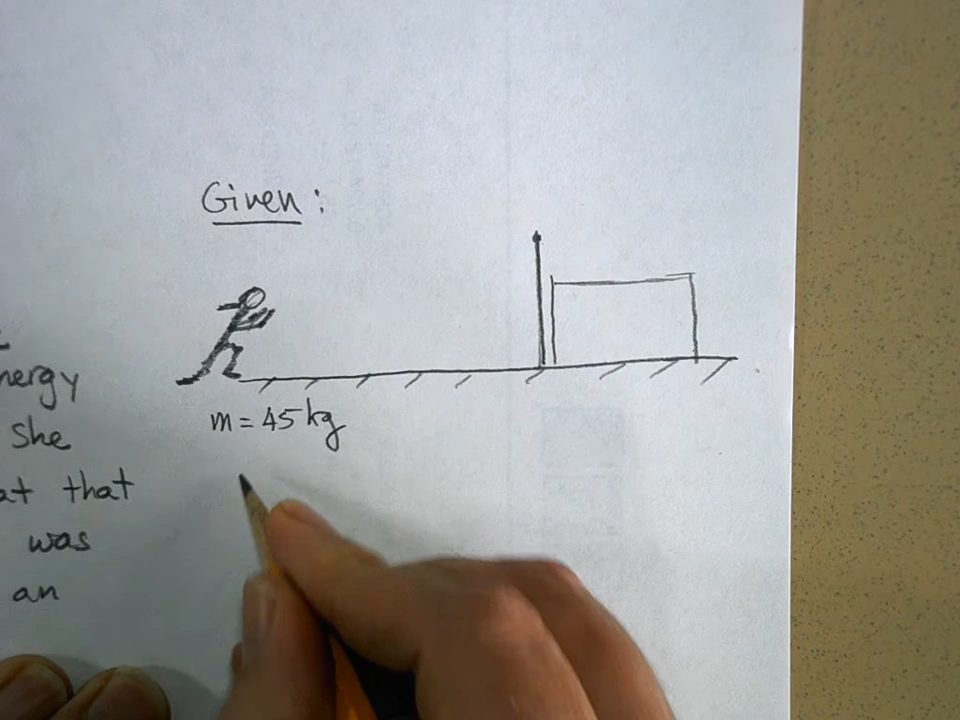 Given :
nergy
m = 45 kg
she
at that
was
an